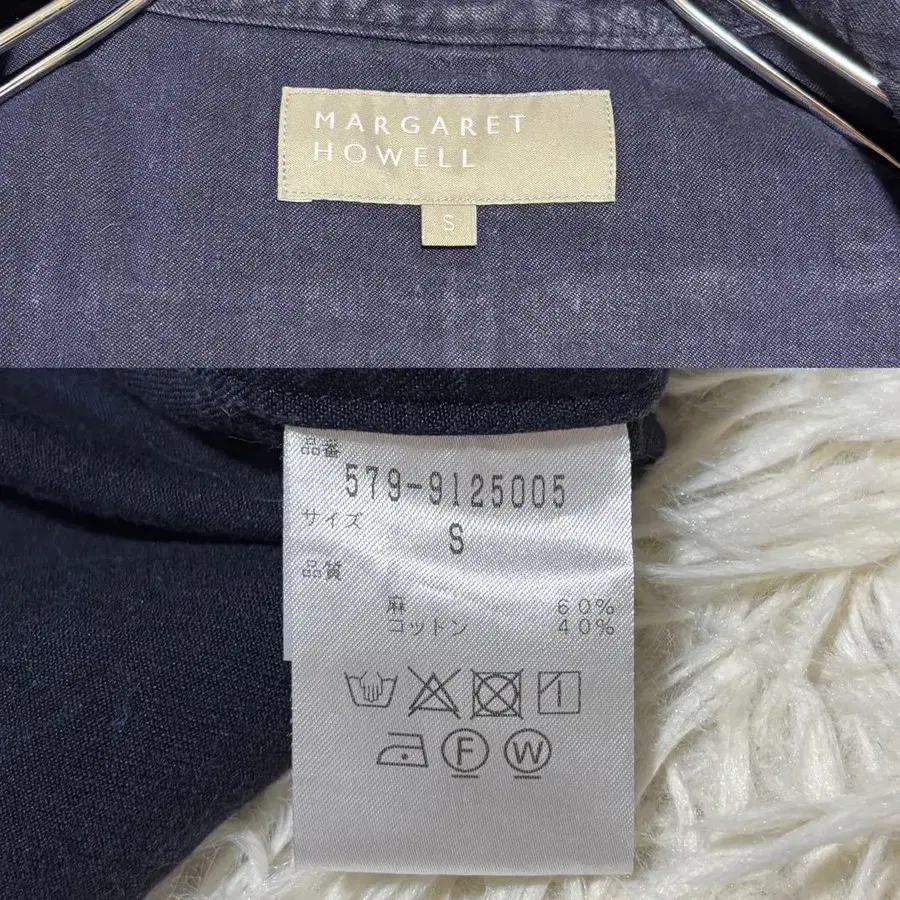 MARGARET
HOWELL
S
品番
579-9125005
サイズ
S
品質
麻 60%
コットン 40%
F W